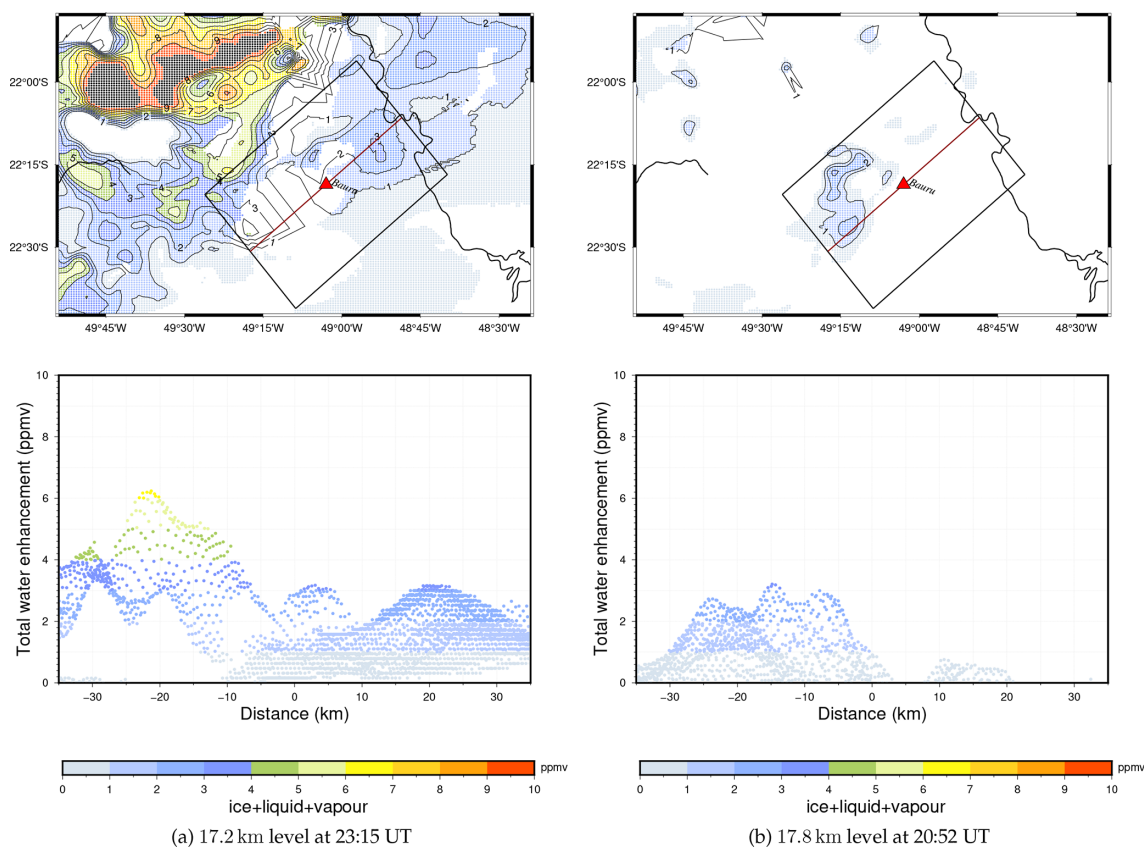 22°00'S
22°15'S
22°30'S
49°45'W 49°30'W 49°15'W 49°00'W 48°45'W 48°30'W
Bauru
22°00'S
22°15'S
22°30'S
49°45'W 49°30'W 49°15'W 49°00'W 48°45'W 48°30'W
Bauru
Total water enhancement (ppmv)
10
8
6
4
2
0
−30 −20 −10 0 10 20 30
Distance (km)
Total water enhancement (ppmv)
10
8
6
4
2
0
−30 −20 −10 0 10 20 30
Distance (km)
ppmv
0 1 2 3 4 5 6 7 8 9 10
ice+liquid+vapour
ppmv
0 1 2 3 4 5 6 7 8 9 10
ice+liquid+vapour
(a) 17.2 km level at 23:15 UT
(b) 17.8 km level at 20:52 UT